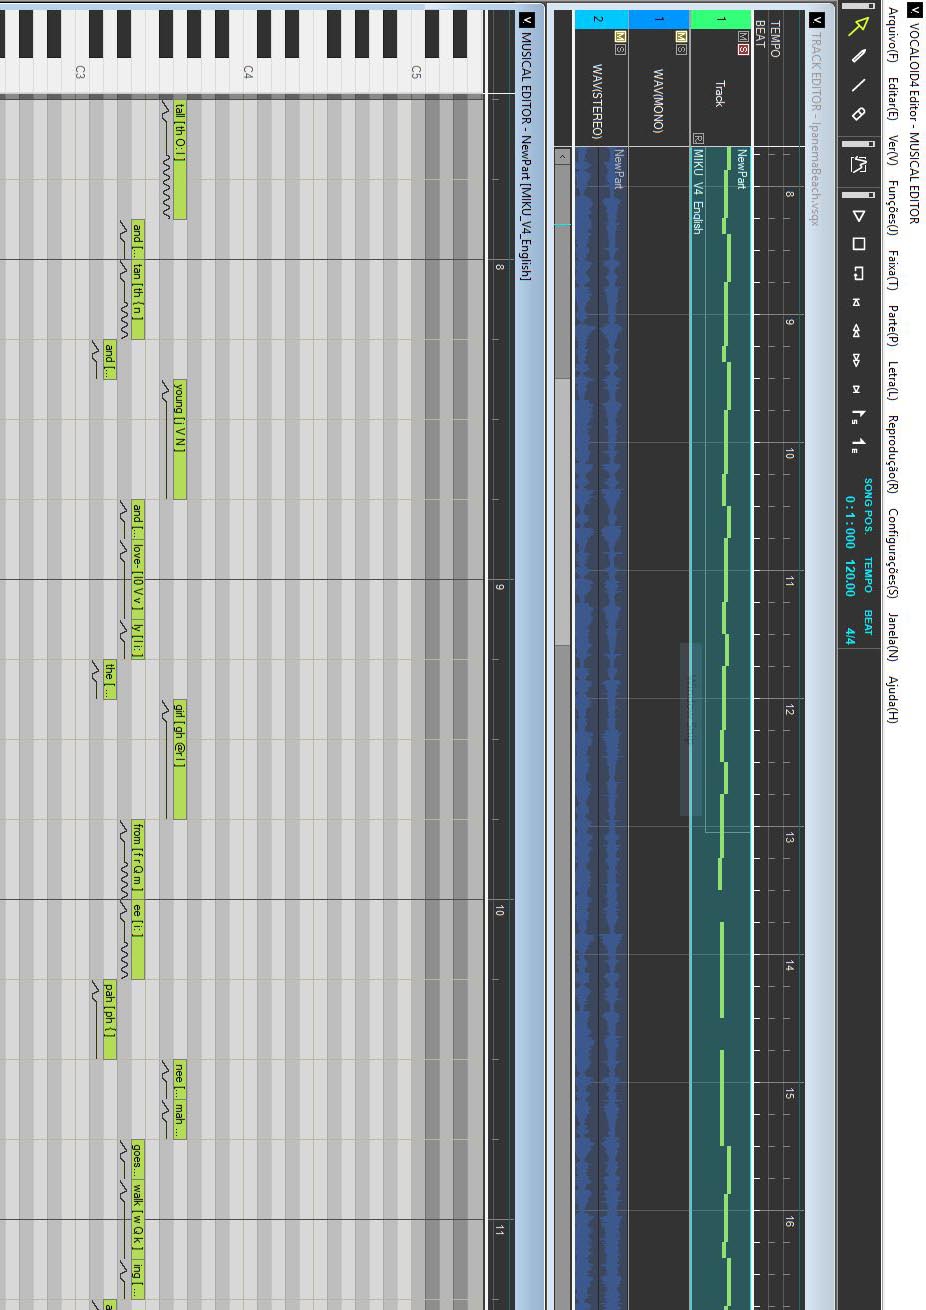 VOCALOID4 Editor - MUSICAL EDITOR
Arquivo(F) Editar(E) Ver(V) Funções(J) Faixa(T) Parte(P) Letra(L) Reprodução(R) Configurações(S) Janela(N) Ajuda(H)
SONG POS. TEMPO BEAT
0 : 1 : 000 120.00 4/4
TRACK EDITOR - IpanemaBeach.vsqx
8 9 10 11 12 13 14 15 16
TEMPO
BEAT
M S NewPart
1 Track
R MIKU_V4_English
Window Snip
M S
1 WAV(MONO)
M S NewPart
2 WAV(STEREO)
MUSICAL EDITOR - NewPart [MIKU_V4_English]
8 9 10 11
C5
C4
tall [ th O: l ] young [ j V N ] girl [ gh @r l ] nee [... mah ...
and [... tan [ th { n ] and [... love- [ l0 V v ] ly [ l i: ] from [ f r Q m ] ee [ i: ] goes... walk [ w Q k ] ing [ ...
and [... the [ ... pah [ ph { ] a
C3